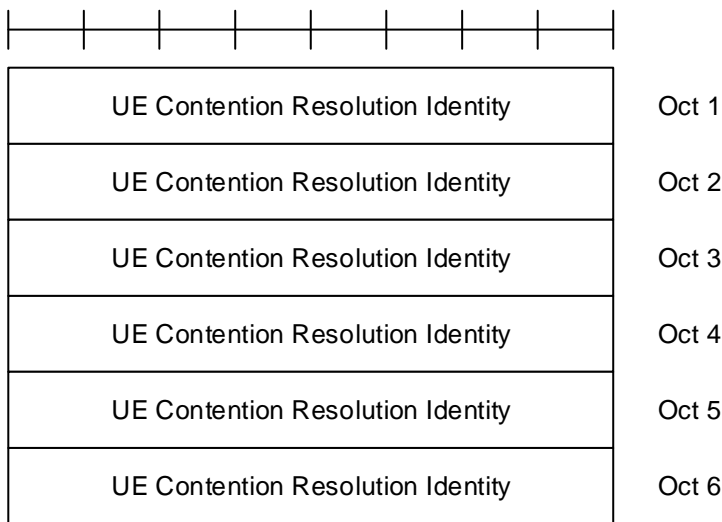 UE Contention Resolution Identity Oct 1
UE Contention Resolution Identity Oct 2
UE Contention Resolution Identity Oct 3
UE Contention Resolution Identity Oct 4
UE Contention Resolution Identity Oct 5
UE Contention Resolution Identity Oct 6